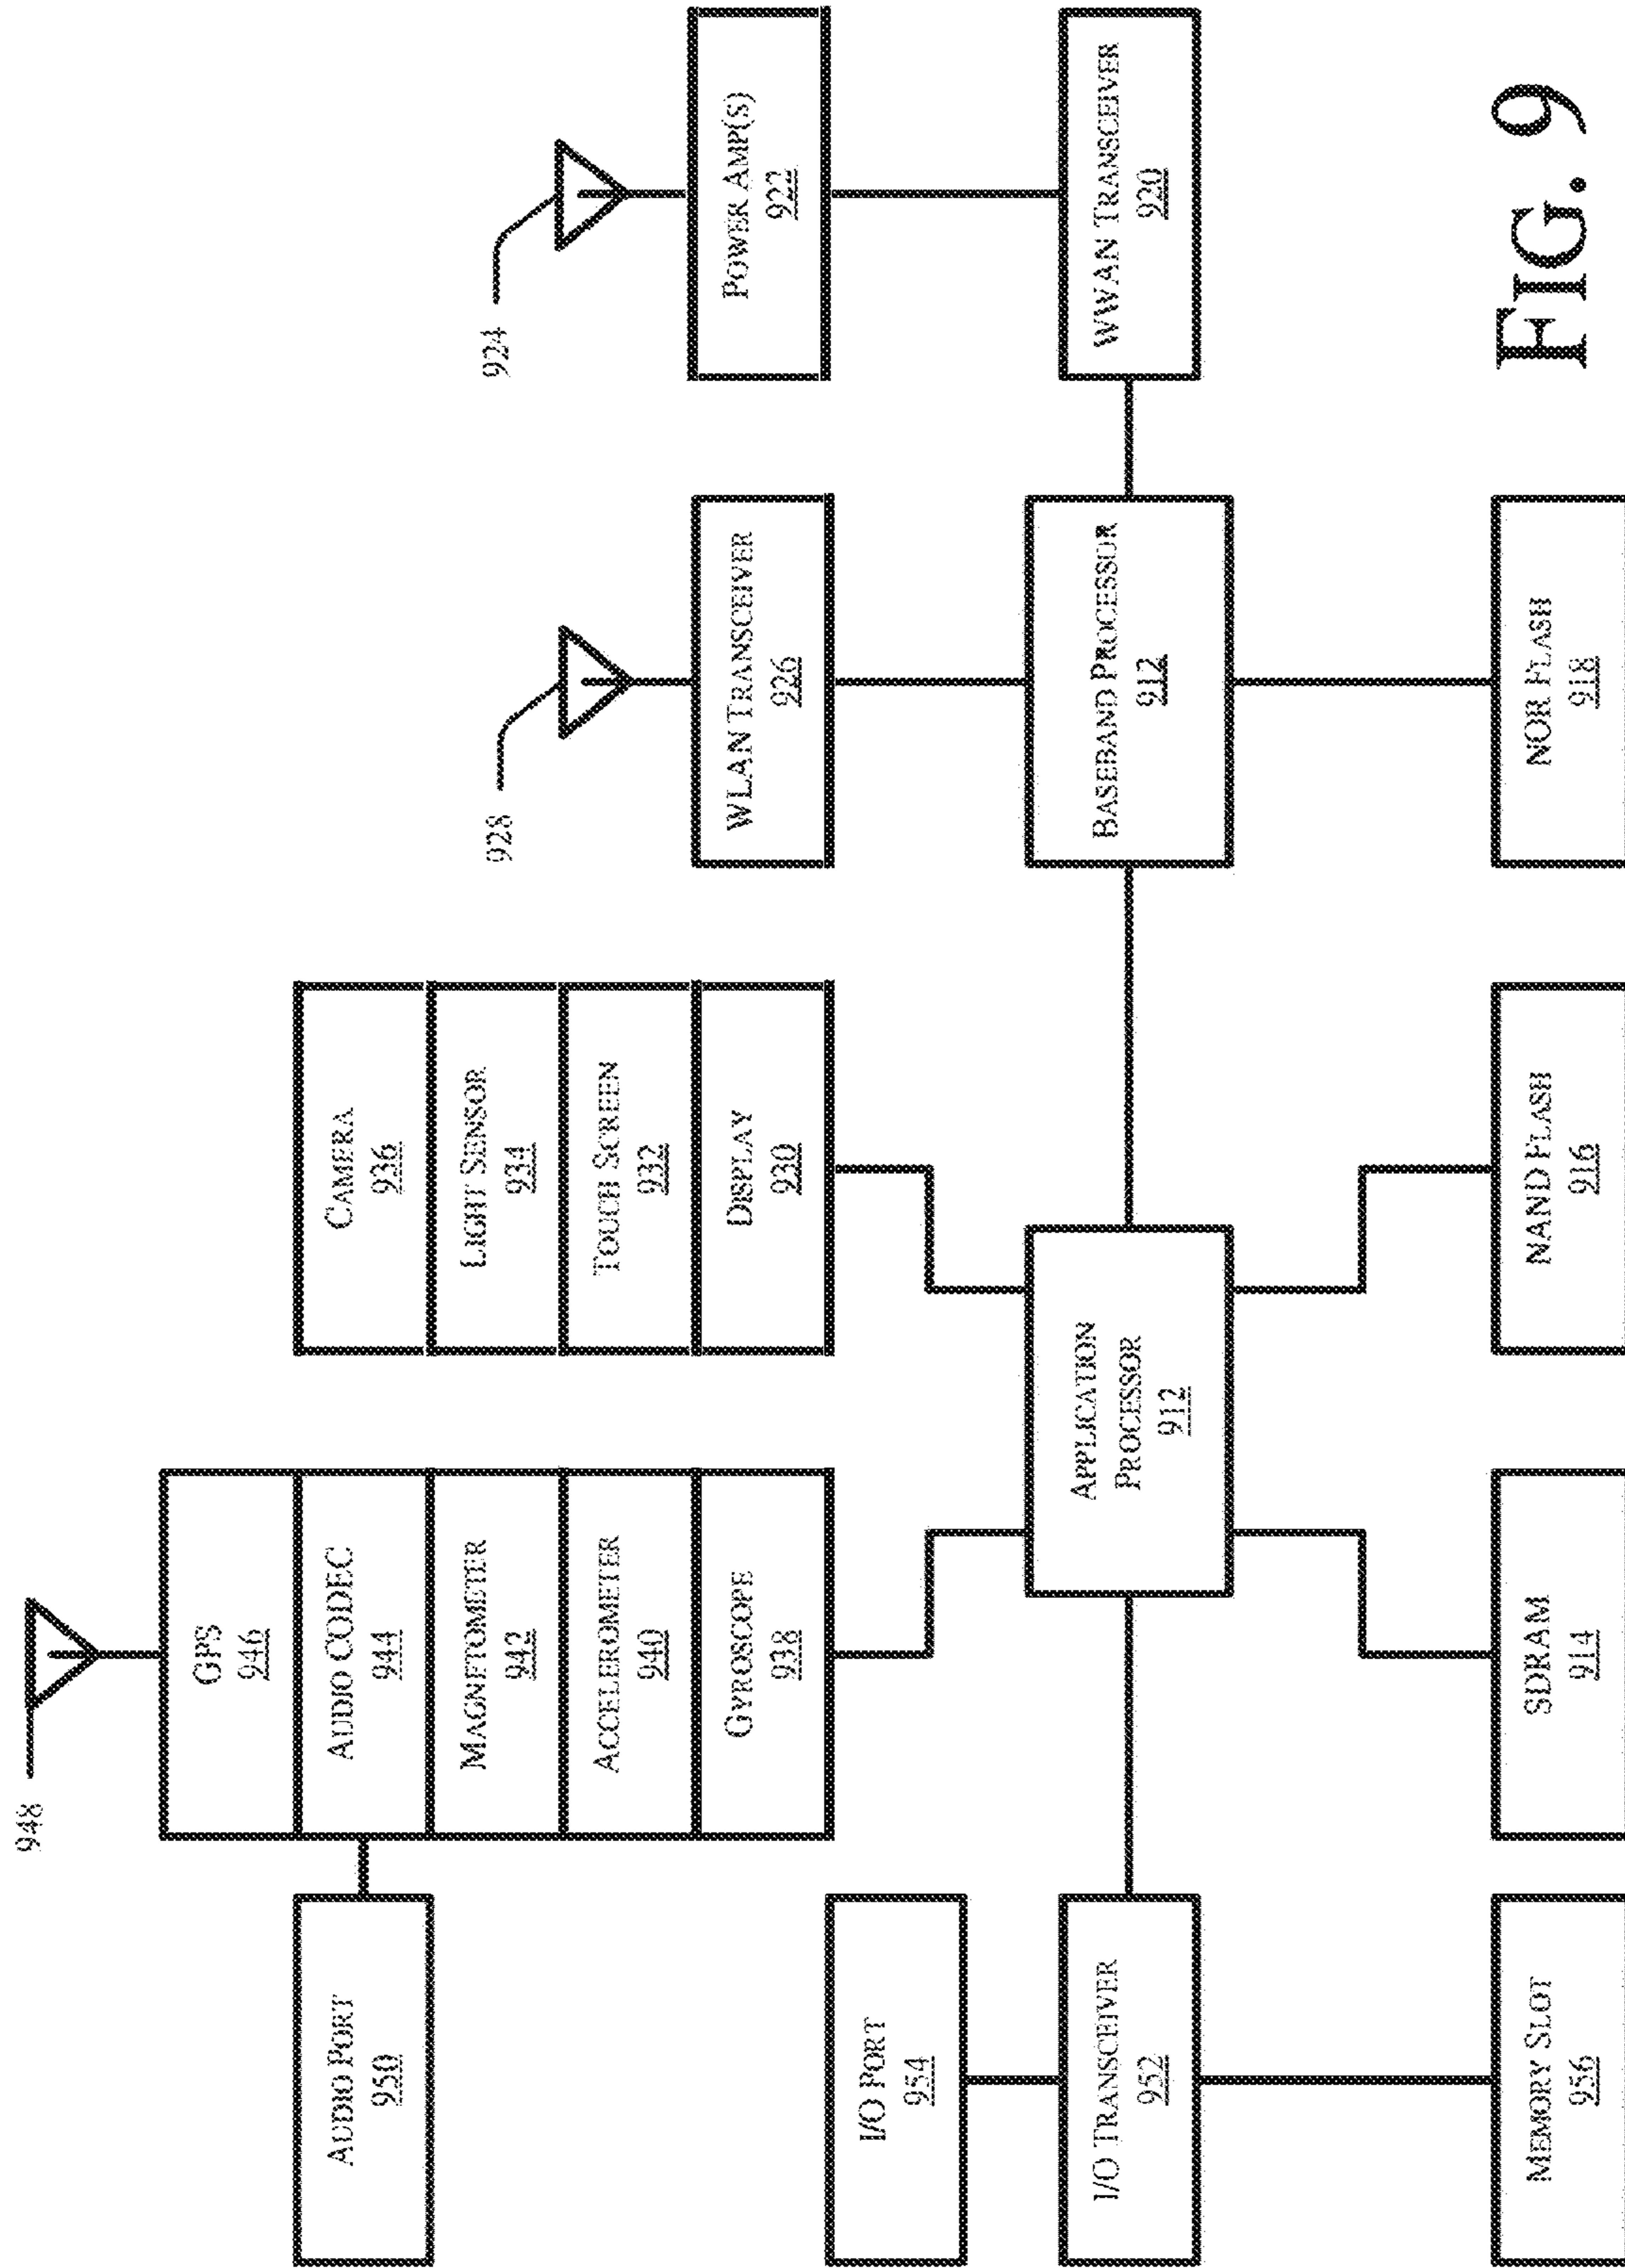 948
GPS
946
AUDIO PORT
950
AUDIO CODEC
944
CAMERA
936
MAGNETOMETER
942
LIGHT SENSOR
934
928
924
ACCELEROMETER
940
TOUCH SCREEN
932
GYROSCOPE
938
DISPLAY
930
WLAN TRANSCEIVER
926
POWER AMP(S)
922
I/O PORT
954
I/O TRANSCEIVER
952
APPLICATION
PROCESSOR
912
BASEBAND PROCESSOR
912
WWAN TRANSCEIVER
920
MEMORY SLOT
956
SDRAM
914
NAND FLASH
916
NOR FLASH
918
FIG. 9